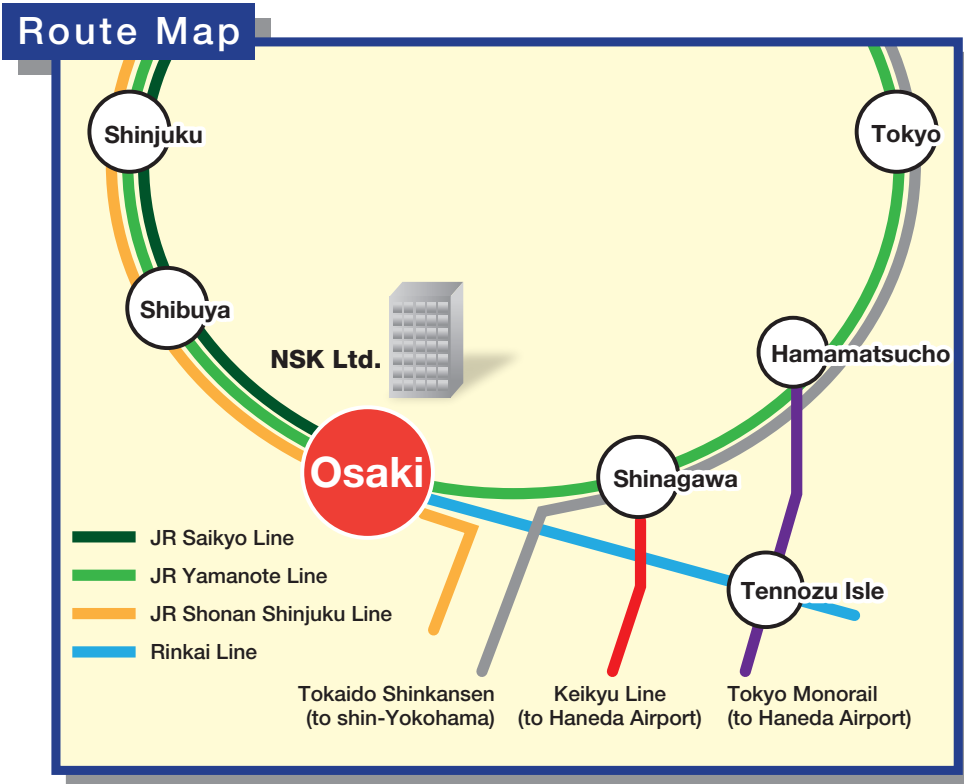 Route Map
Shinjuku
Tokyo
Shibuya
NSK Ltd.
Hamamatsucho
Osaki
Shinagawa
JR Saikyo Line
JR Yamanote Line
JR Shonan Shinjuku Line
Rinkai Line
Tennozu Isle
Tokaido Shinkansen
(to shin-Yokohama)
Keikyu Line
(to Haneda Airport)
Tokyo Monorail
(to Haneda Airport)